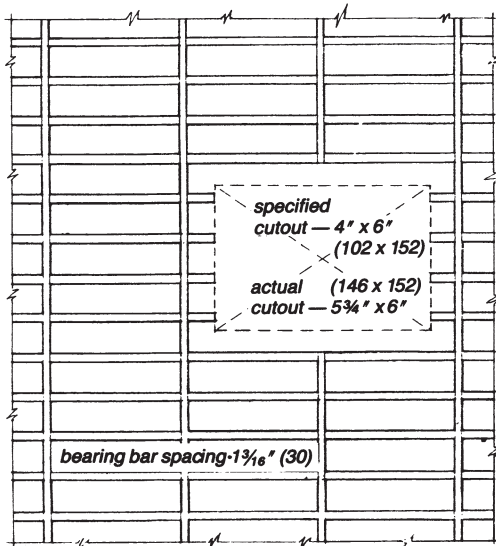 specified
cutout — 4" x 6"
(102 x 152)
actual (146 x 152)
cutout — 5¾" x 6"
bearing bar spacing-1³⁄₁₆" (30)